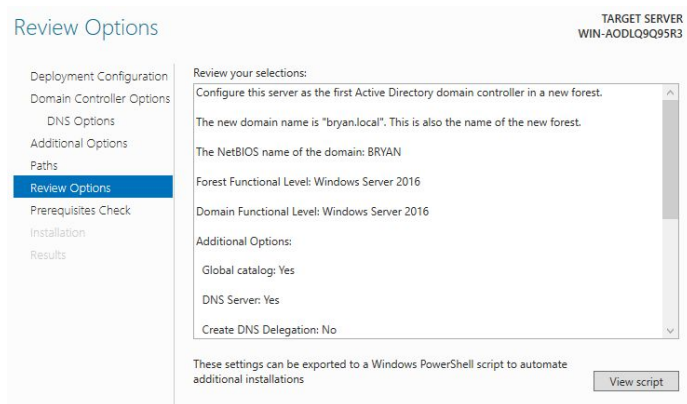 Review Options
TARGET SERVER
WIN-AODLQ9Q95R3
Deployment Configuration
Domain Controller Options
DNS Options
Additional Options
Paths
Review Options
Prerequisites Check
Installation
Results
Review your selections:
Configure this server as the first Active Directory domain controller in a new forest.
The new domain name is "bryan.local". This is also the name of the new forest.
The NetBIOS name of the domain: BRYAN
Forest Functional Level: Windows Server 2016
Domain Functional Level: Windows Server 2016
Additional Options:
Global catalog: Yes
DNS Server: Yes
Create DNS Delegation: No
These settings can be exported to a Windows PowerShell script to automate
additional installations
View script